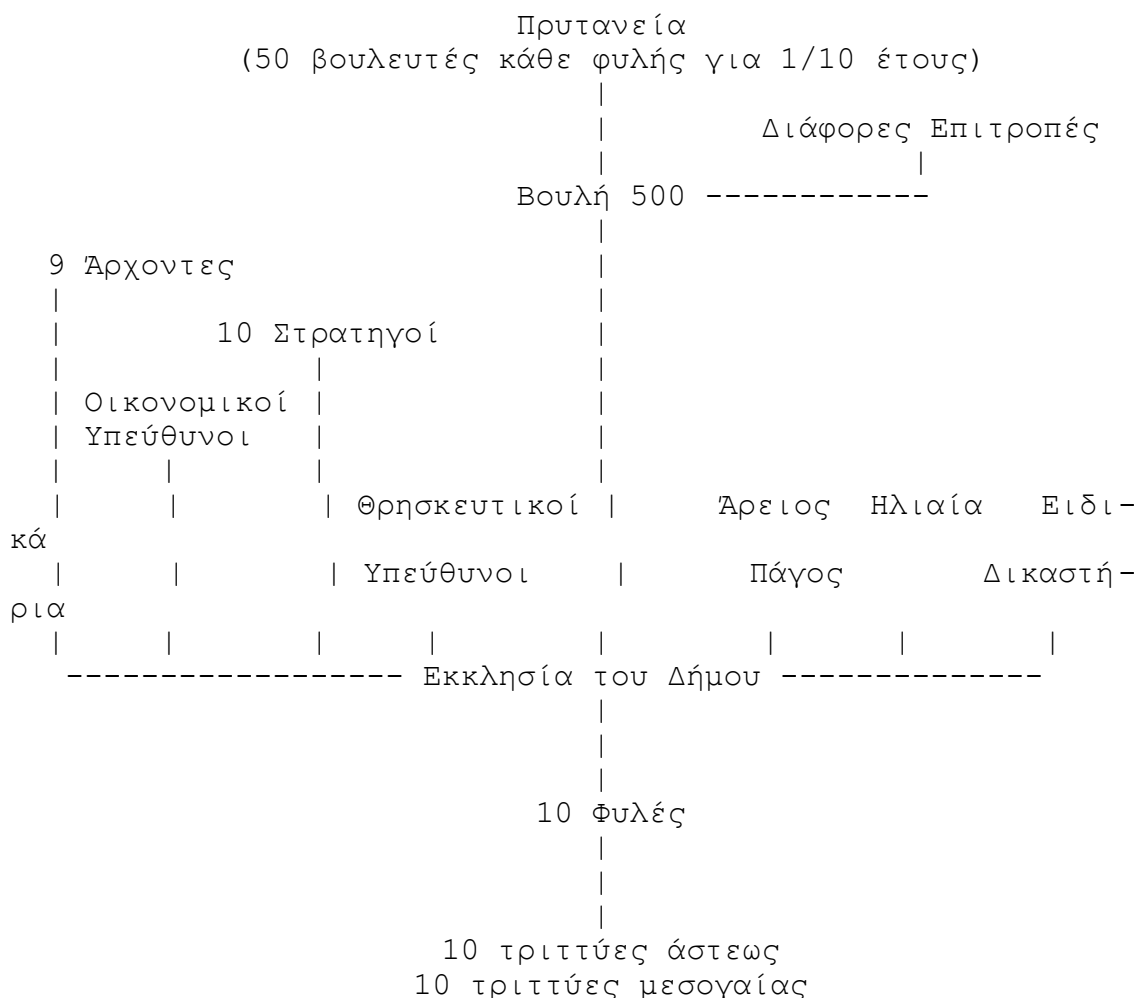 Πρυτανεία
(50 βουλευτές κάθε φυλής για 1/10 έτους)
Διάφορες Επιτροπές
Βουλή 500
9 Άρχοντες
10 Στρατηγοί
Οικονομικοί
Υπεύθυνοι
Θρησκευτικοί Άρειος Ηλιαία Ειδι-
κά
Υπεύθυνοι Πάγος Δικαστή-
ρια
Εκκλησία του Δήμου
10 Φυλές
10 τριττύες άστεως
10 τριττύες μεσογαίας